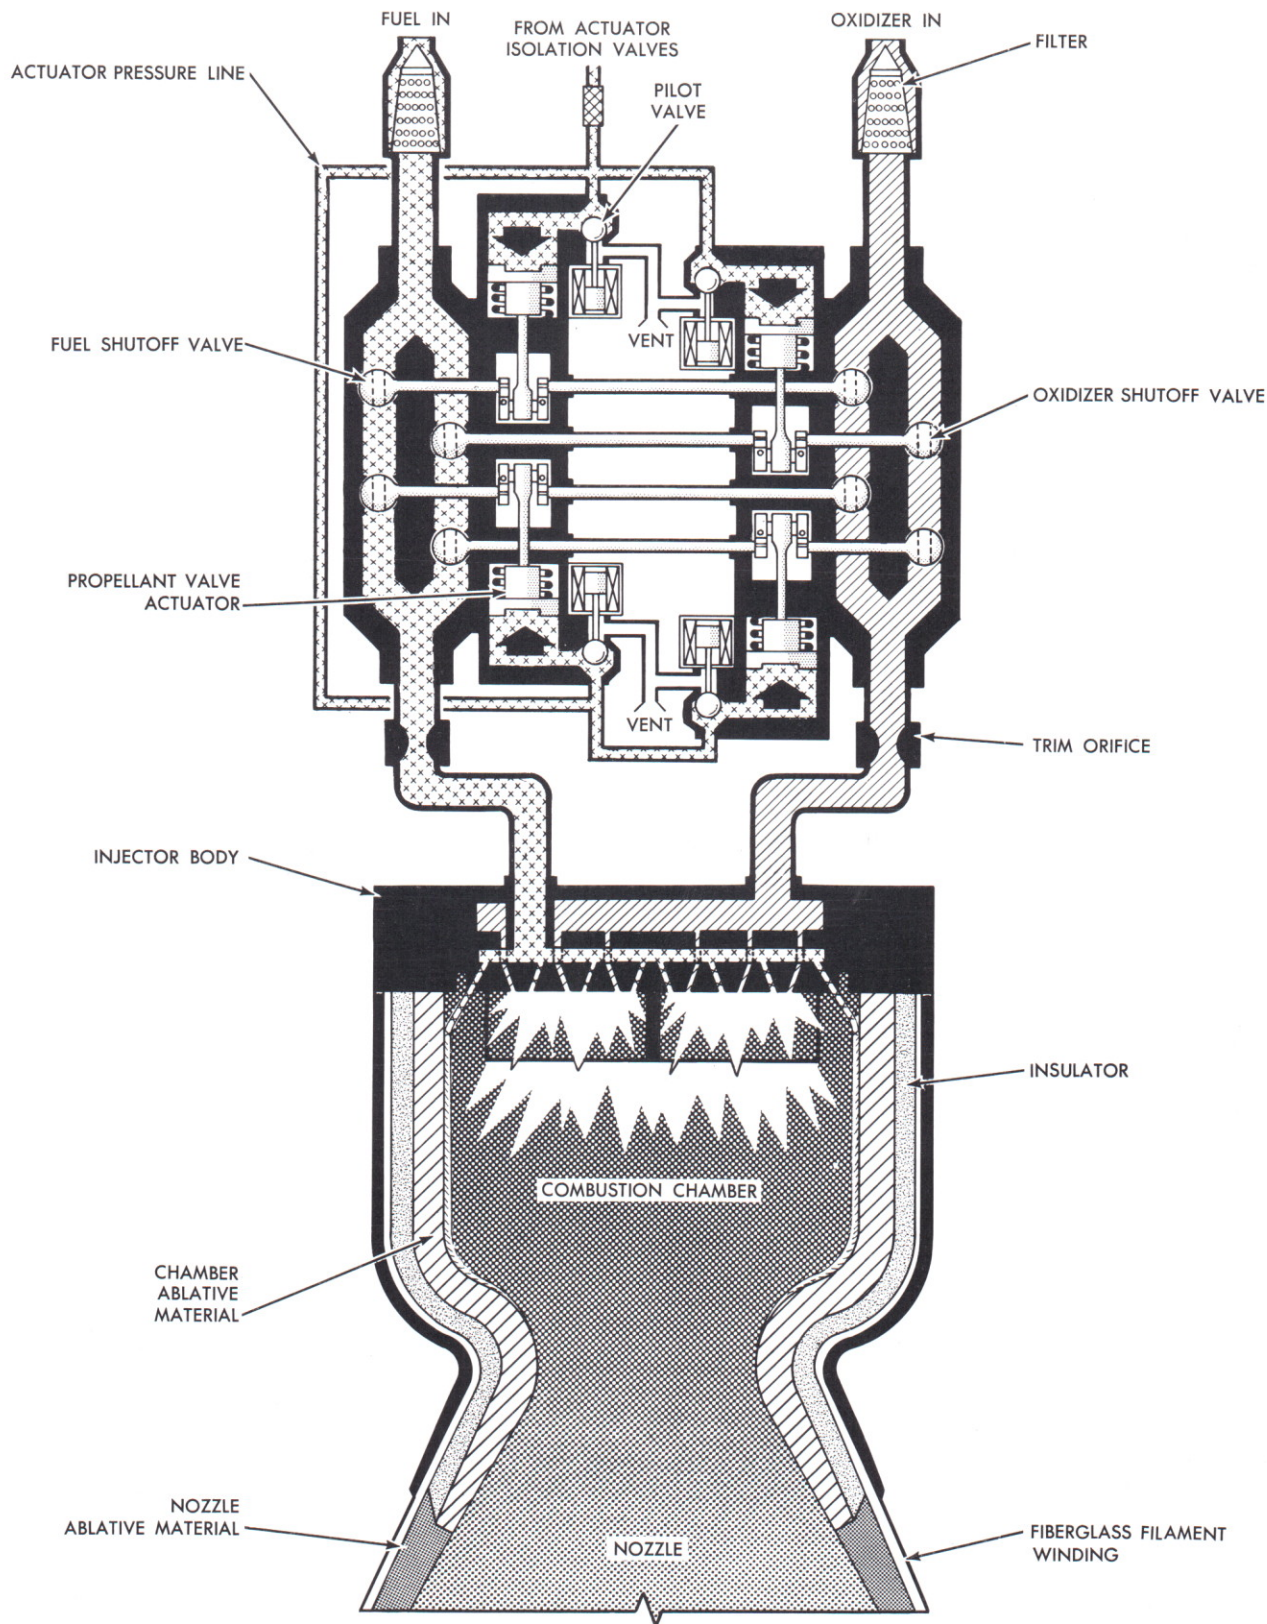 FUEL IN
FROM ACTUATOR
ISOLATION VALVES
OXIDIZER IN
FILTER
ACTUATOR PRESSURE LINE
PILOT
VALVE
VENT
FUEL SHUTOFF VALVE
OXIDIZER SHUTOFF VALVE
PROPELLANT VALVE
ACTUATOR
VENT
TRIM ORIFICE
INJECTOR BODY
INSULATOR
COMBUSTION CHAMBER
CHAMBER
ABLATIVE
MATERIAL
NOZZLE
ABLATIVE MATERIAL
NOZZLE
FIBERGLASS FILAMENT
WINDING